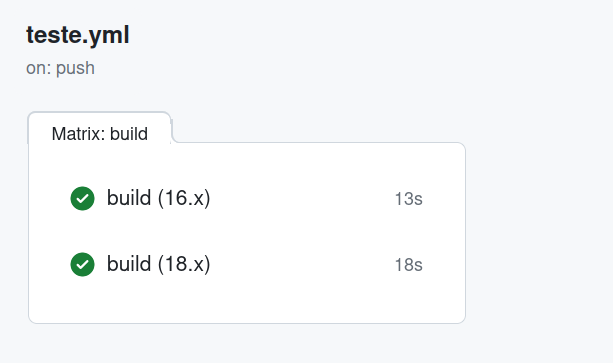 teste.yml
on: push
Matrix: build
build (16.x) 13s
build (18.x) 18s